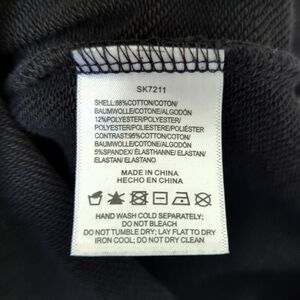 SK7211
SHELL:88%COTTON/COTON/
BAUMWOLLE/COTONE/ALGODÓN
12%POLYESTER/POLYESTER/
POLYESTER/POLIESTERE/POLIÉSTER
CONTRAST:95%COTTON/COTON/
BAUMWOLLE/COTONE/ALGODÓN
5%SPANDEX/ÉLASTHANNE/ELASTAN/
ELASTAN/ELASTANO
MADE IN CHINA
HECHO EN CHINA
HAND WASH COLD SEPARATELY;
DO NOT BLEACH
DO NOT TUMBLE DRY; LAY FLAT TO DRY
IRON COOL; DO NOT DRY CLEAN